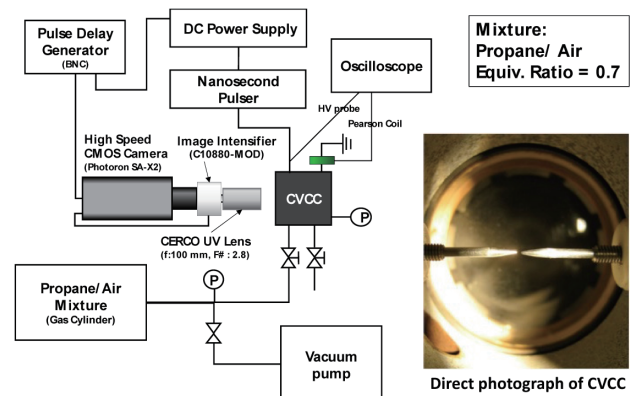 Pulse Delay
Generator
(BNC)
DC Power Supply
Nanosecond
Pulser
Oscilloscope
HV probe
Pearson Coil
Mixture:
Propane/ Air
Equiv. Ratio = 0.7
High Speed
CMOS Camera
(Photoron SA-X2)
Image Intensifier
(C10880-MOD)
CVCC
P
CERCO UV Lens
(f:100 mm, F# : 2.8)
P
Propane/ Air
Mixture
(Gas Cylinder)
Vacuum
pump
Direct photograph of CVCC